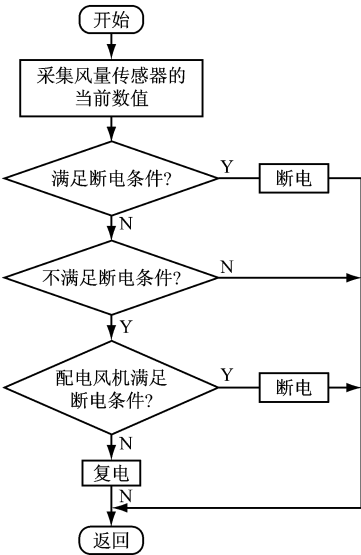 开始
采集风量传感器的
当前数值
满足断电条件?
Y
断电
N
不满足断电条件?
N
Y
配电风机满足
断电条件?
Y
断电
N
复电
N
返回